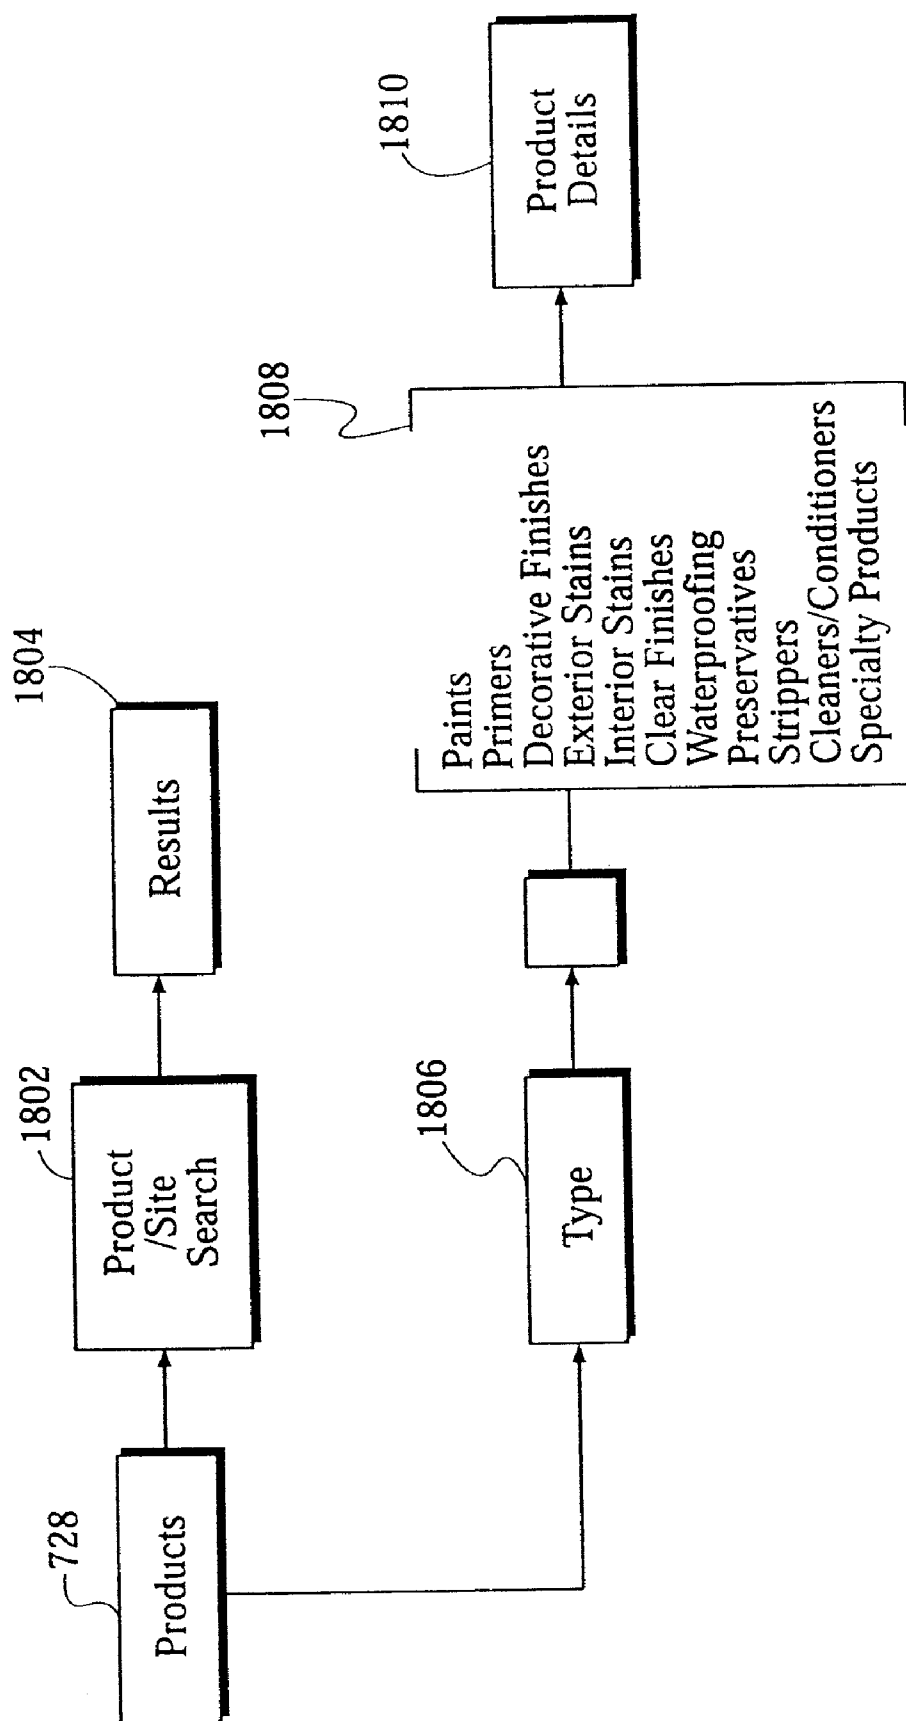 728
Products
1802
Product
/Site
Search
1804
Results
1806
Type
1808
Paints
Primers
Decorative Finishes
Exterior Stains
Interior Stains
Clear Finishes
Waterproofing
Preservatives
Strippers
Cleaners/Conditioners
Specialty Products
1810
Product
Details